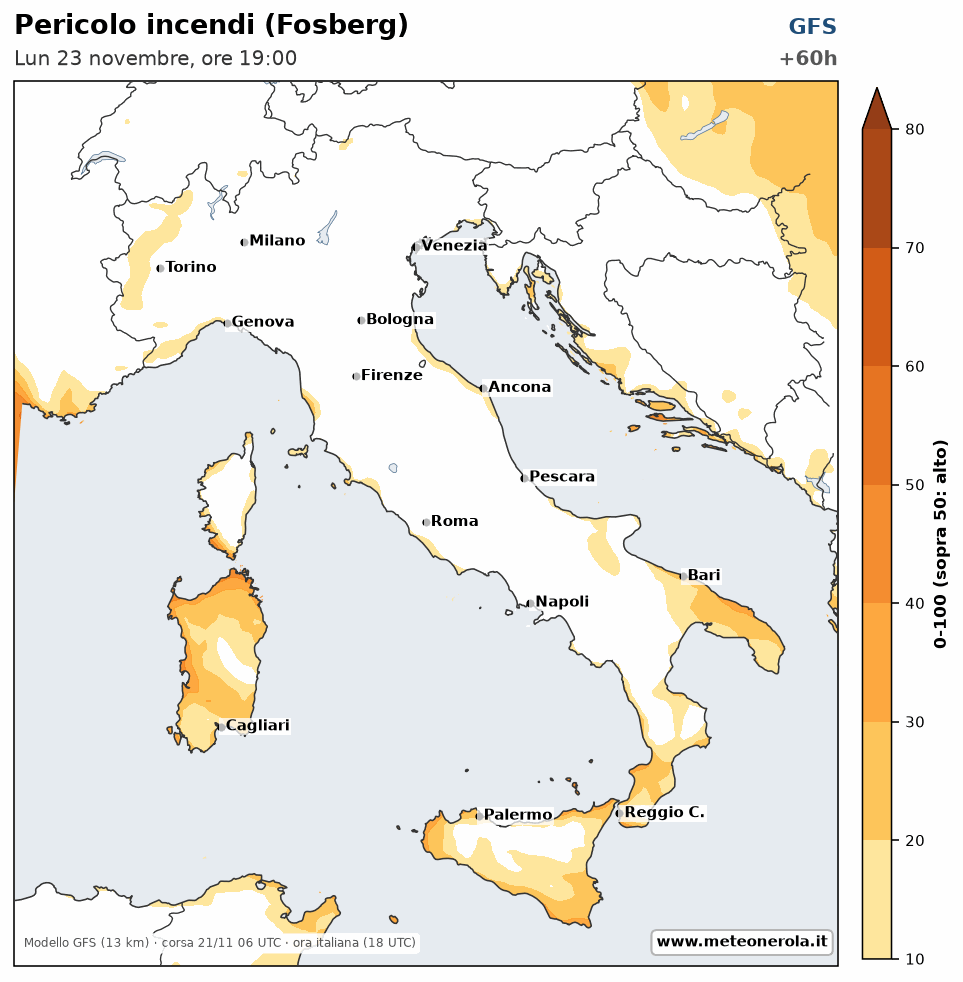 Pericolo incendi (Fosberg)
GFS
Lun 23 novembre, ore 19:00
+60h
80
70
60
50
40
30
20
10
0-100 (sopra 50: alto)
Milano
Venezia
Torino
Genova
Bologna
Firenze
Ancona
Pescara
Roma
Bari
Napoli
Cagliari
Palermo
Reggio C.
Modello GFS (13 km) · corsa 21/11 06 UTC · ora italiana (18 UTC)
www.meteonerola.it